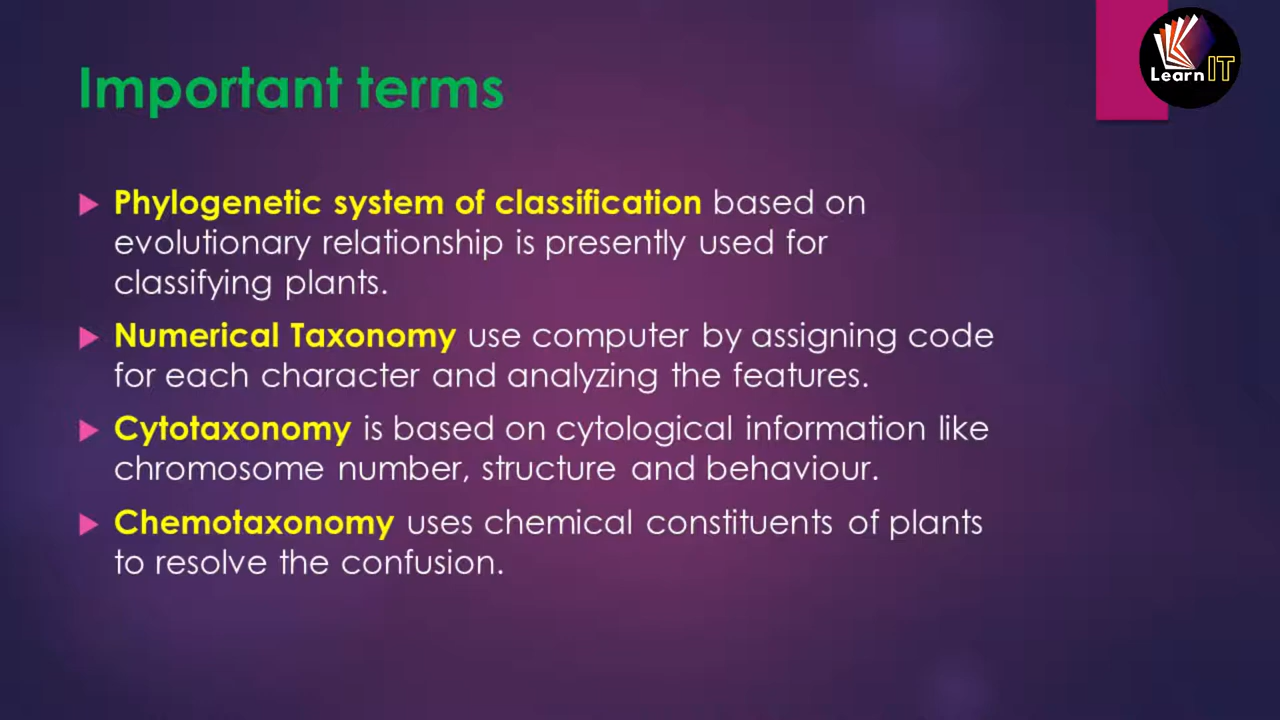 Learn IT
Important terms
Phylogenetic system of classification based on
evolutionary relationship is presently used for
classifying plants.
Numerical Taxonomy use computer by assigning code
for each character and analyzing the features.
Cytotaxonomy is based on cytological information like
chromosome number, structure and behaviour.
Chemotaxonomy uses chemical constituents of plants
to resolve the confusion.